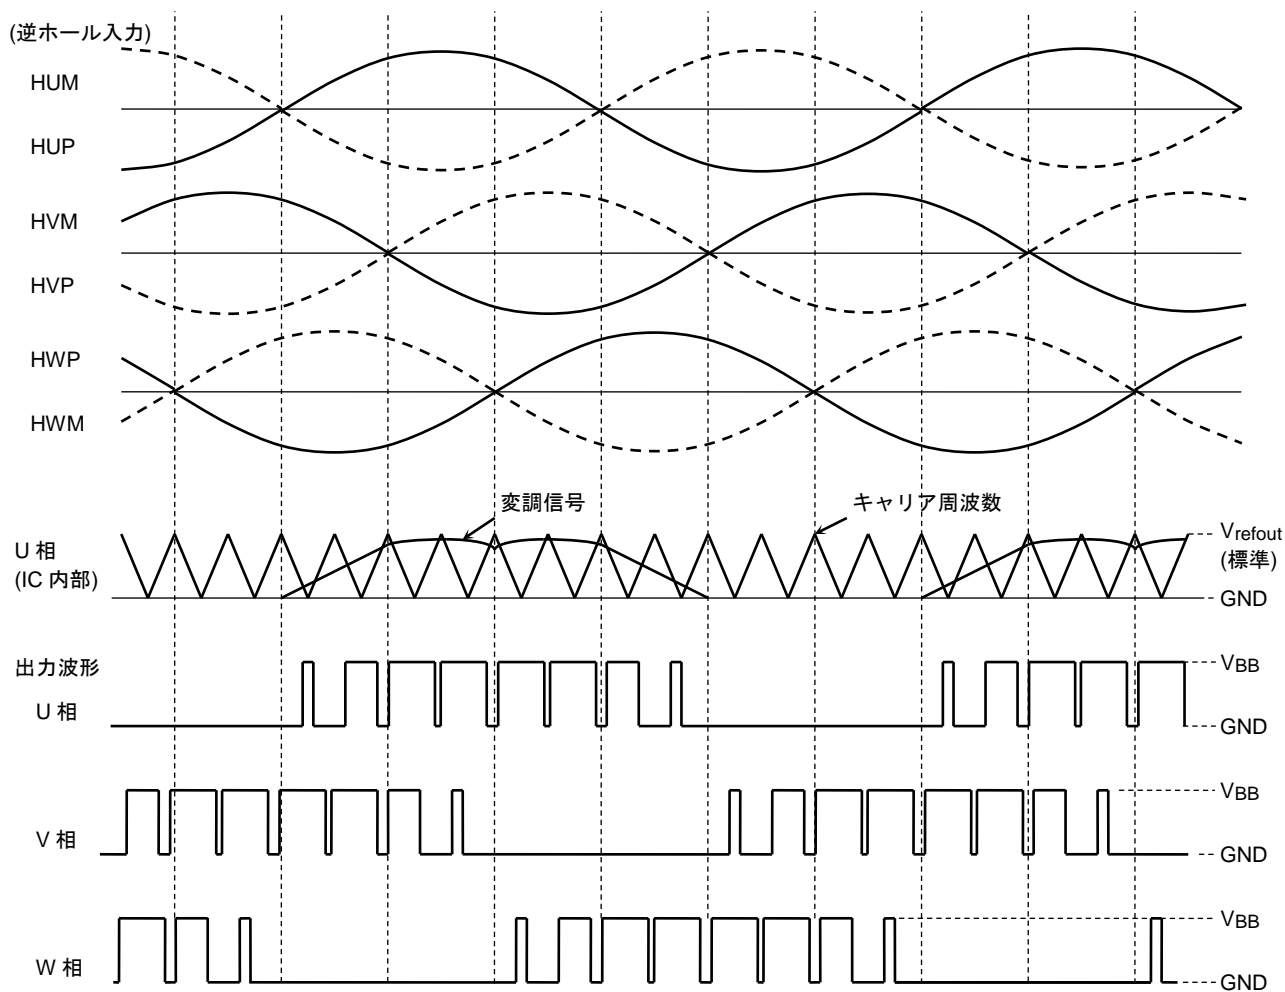 (逆ホール入力)
HUM
HUP
HVM
HVP
HWP
HWM
変調信号
キャリア周波数
U 相
(IC 内部)
Vrefout
(標準)
GND
出力波形
U 相
VBB
GND
V 相
VBB
GND
W 相
VBB
GND